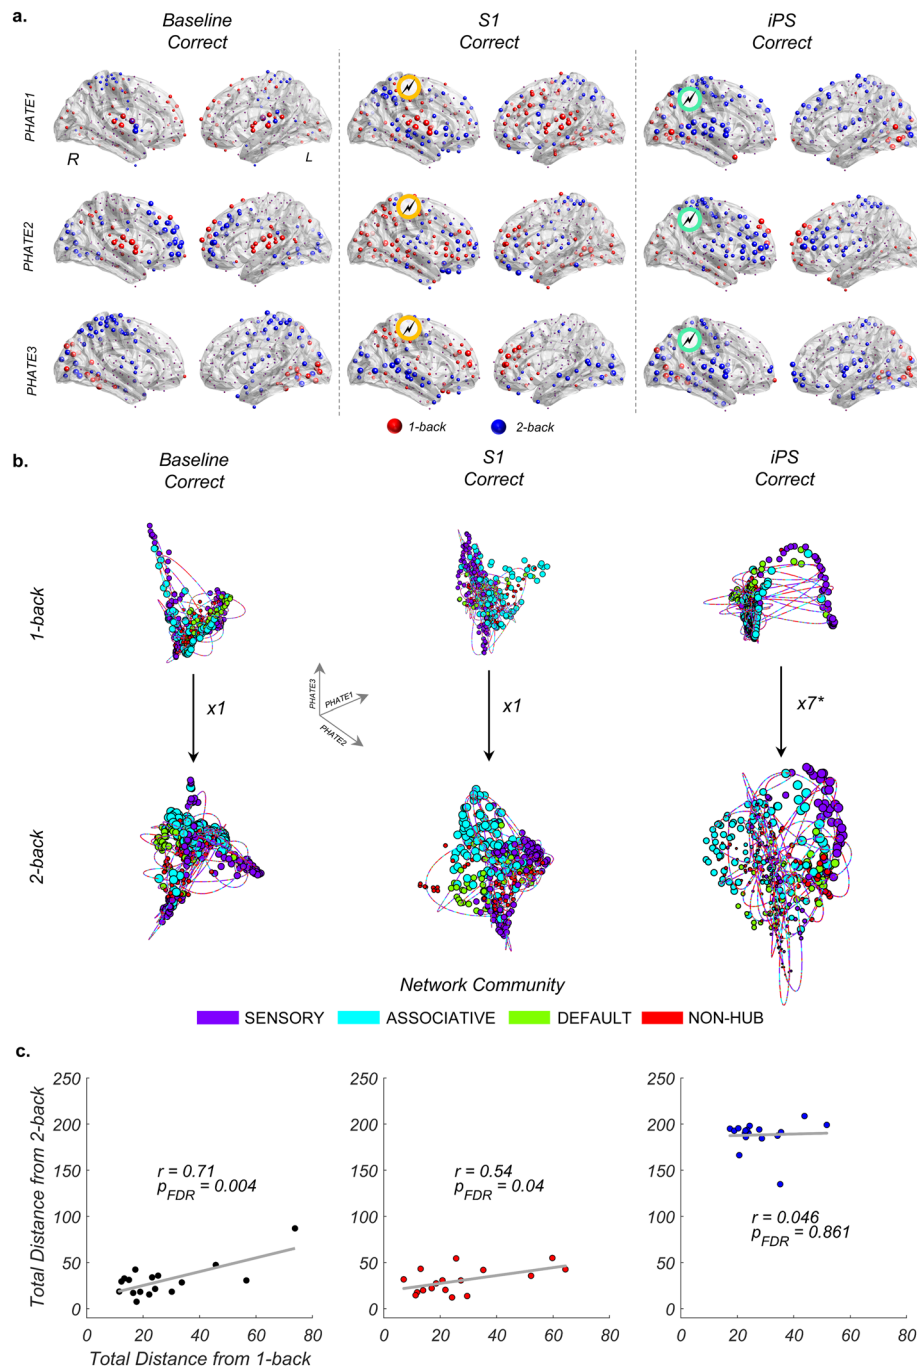 a.
Baseline
Correct
S1
Correct
iPS
Correct
PHATE1
R
L
PHATE2
PHATE3
1-back
2-back
b.
Baseline
Correct
S1
Correct
iPS
Correct
1-back
x1
PHATE3
PHATE1
PHATE2
x1
x7*
2-back
Network Community
SENSORY
ASSOCIATIVE
DEFAULT
NON-HUB
c.
Total Distance from 2-back
250
200
150
100
50
0
r = 0.71
pFDR = 0.004
0
20
40
60
80
Total Distance from 1-back
250
200
150
100
50
0
r = 0.54
pFDR = 0.04
0
20
40
60
80
250
200
150
100
50
0
r = 0.046
pFDR = 0.861
0
20
40
60
80